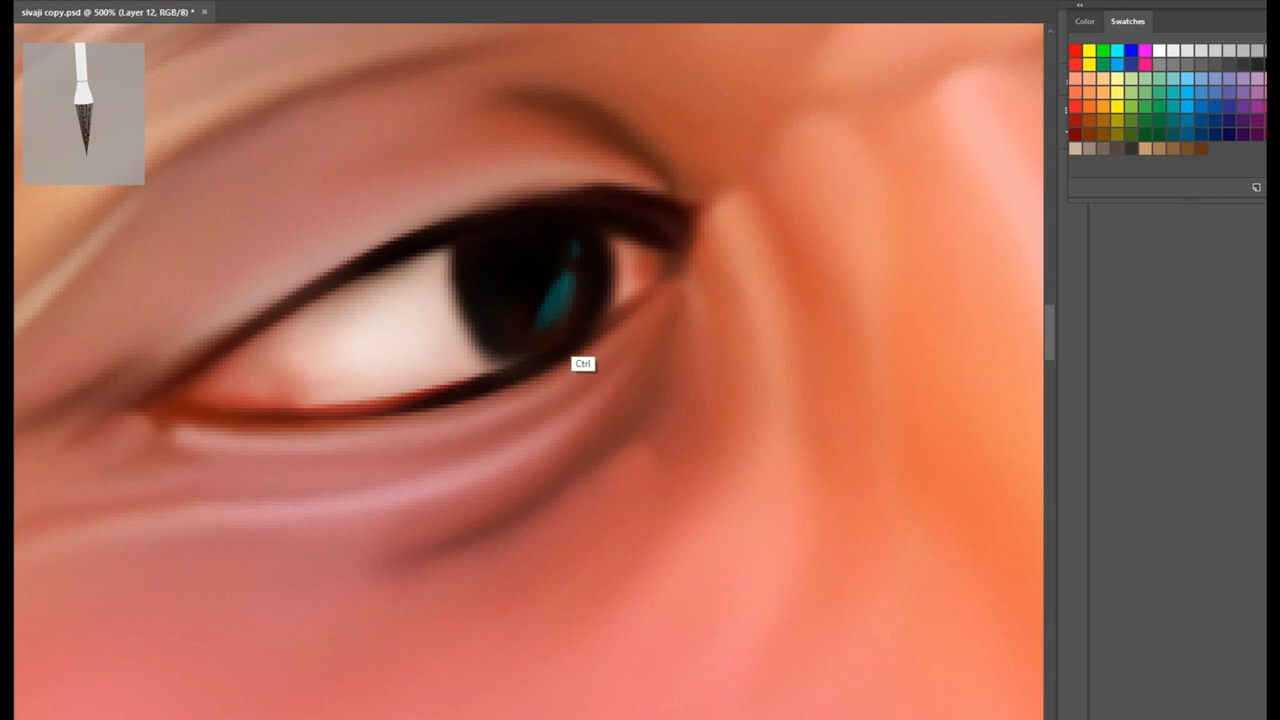 sivaji copy.psd @ 500% (Layer 12, RGB/8) *
Color Swatches
Ctrl